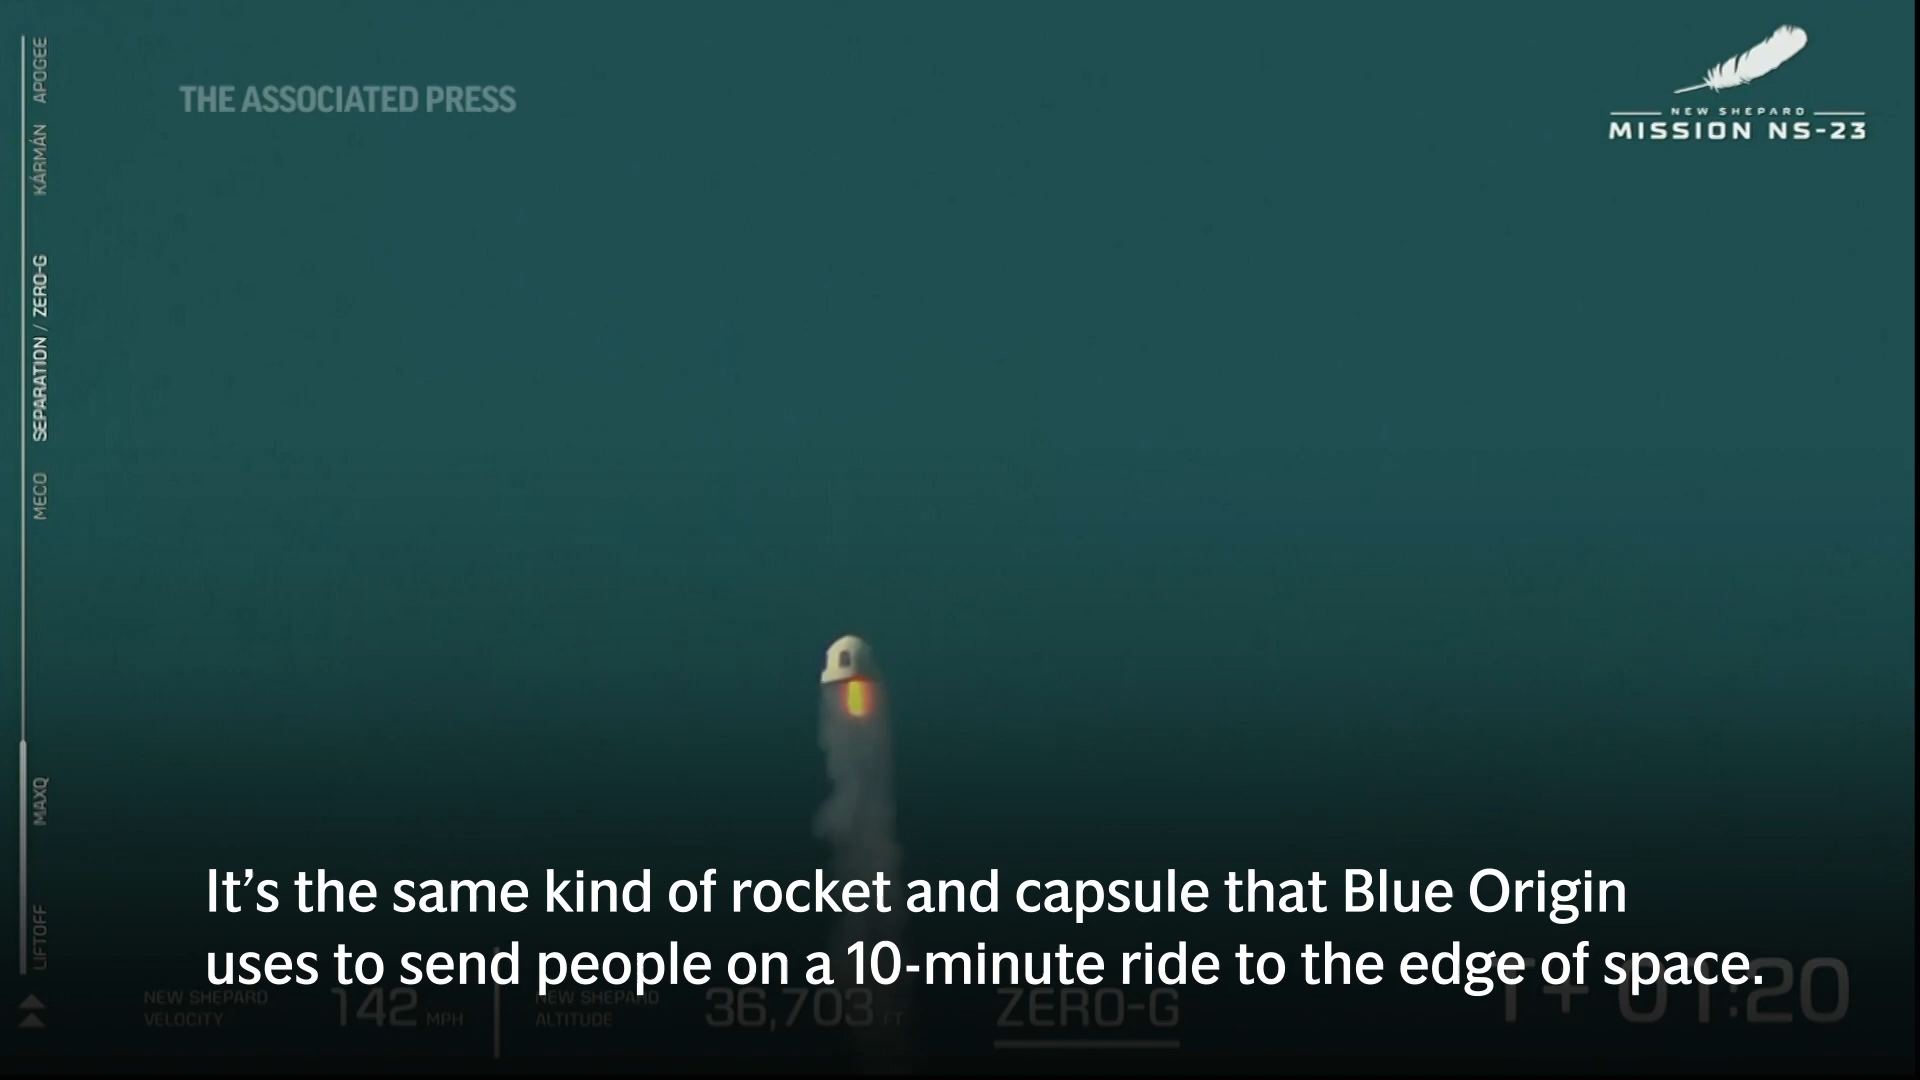 THE ASSOCIATED PRESS
NEW SHEPARD
MISSION NS-23
APOGEE
KÁRMÁN
SEPARATION / ZERO-G
MECO
MAXQ
LIFTOFF
It’s the same kind of rocket and capsule that Blue Origin
uses to send people on a 10-minute ride to the edge of space.
NEW SHEPARD
VELOCITY
142 MPH
NEW SHEPARD
ALTITUDE
36,703 FT
ZERO-G
T+ 01:20